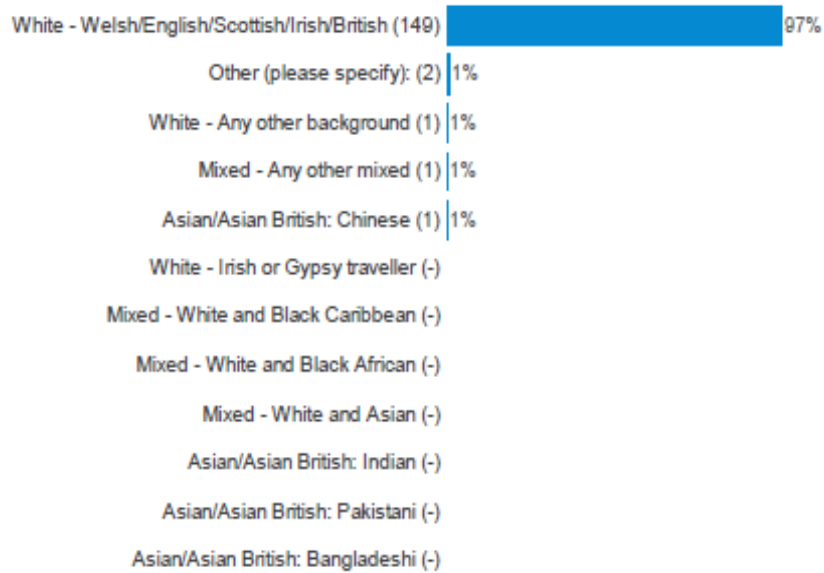 White - Welsh/English/Scottish/Irish/British (149) 97%
Other (please specify): (2) 1%
White - Any other background (1) 1%
Mixed - Any other mixed (1) 1%
Asian/Asian British: Chinese (1) 1%
White - Irish or Gypsy traveller (-)
Mixed - White and Black Caribbean (-)
Mixed - White and Black African (-)
Mixed - White and Asian (-)
Asian/Asian British: Indian (-)
Asian/Asian British: Pakistani (-)
Asian/Asian British: Bangladeshi (-)